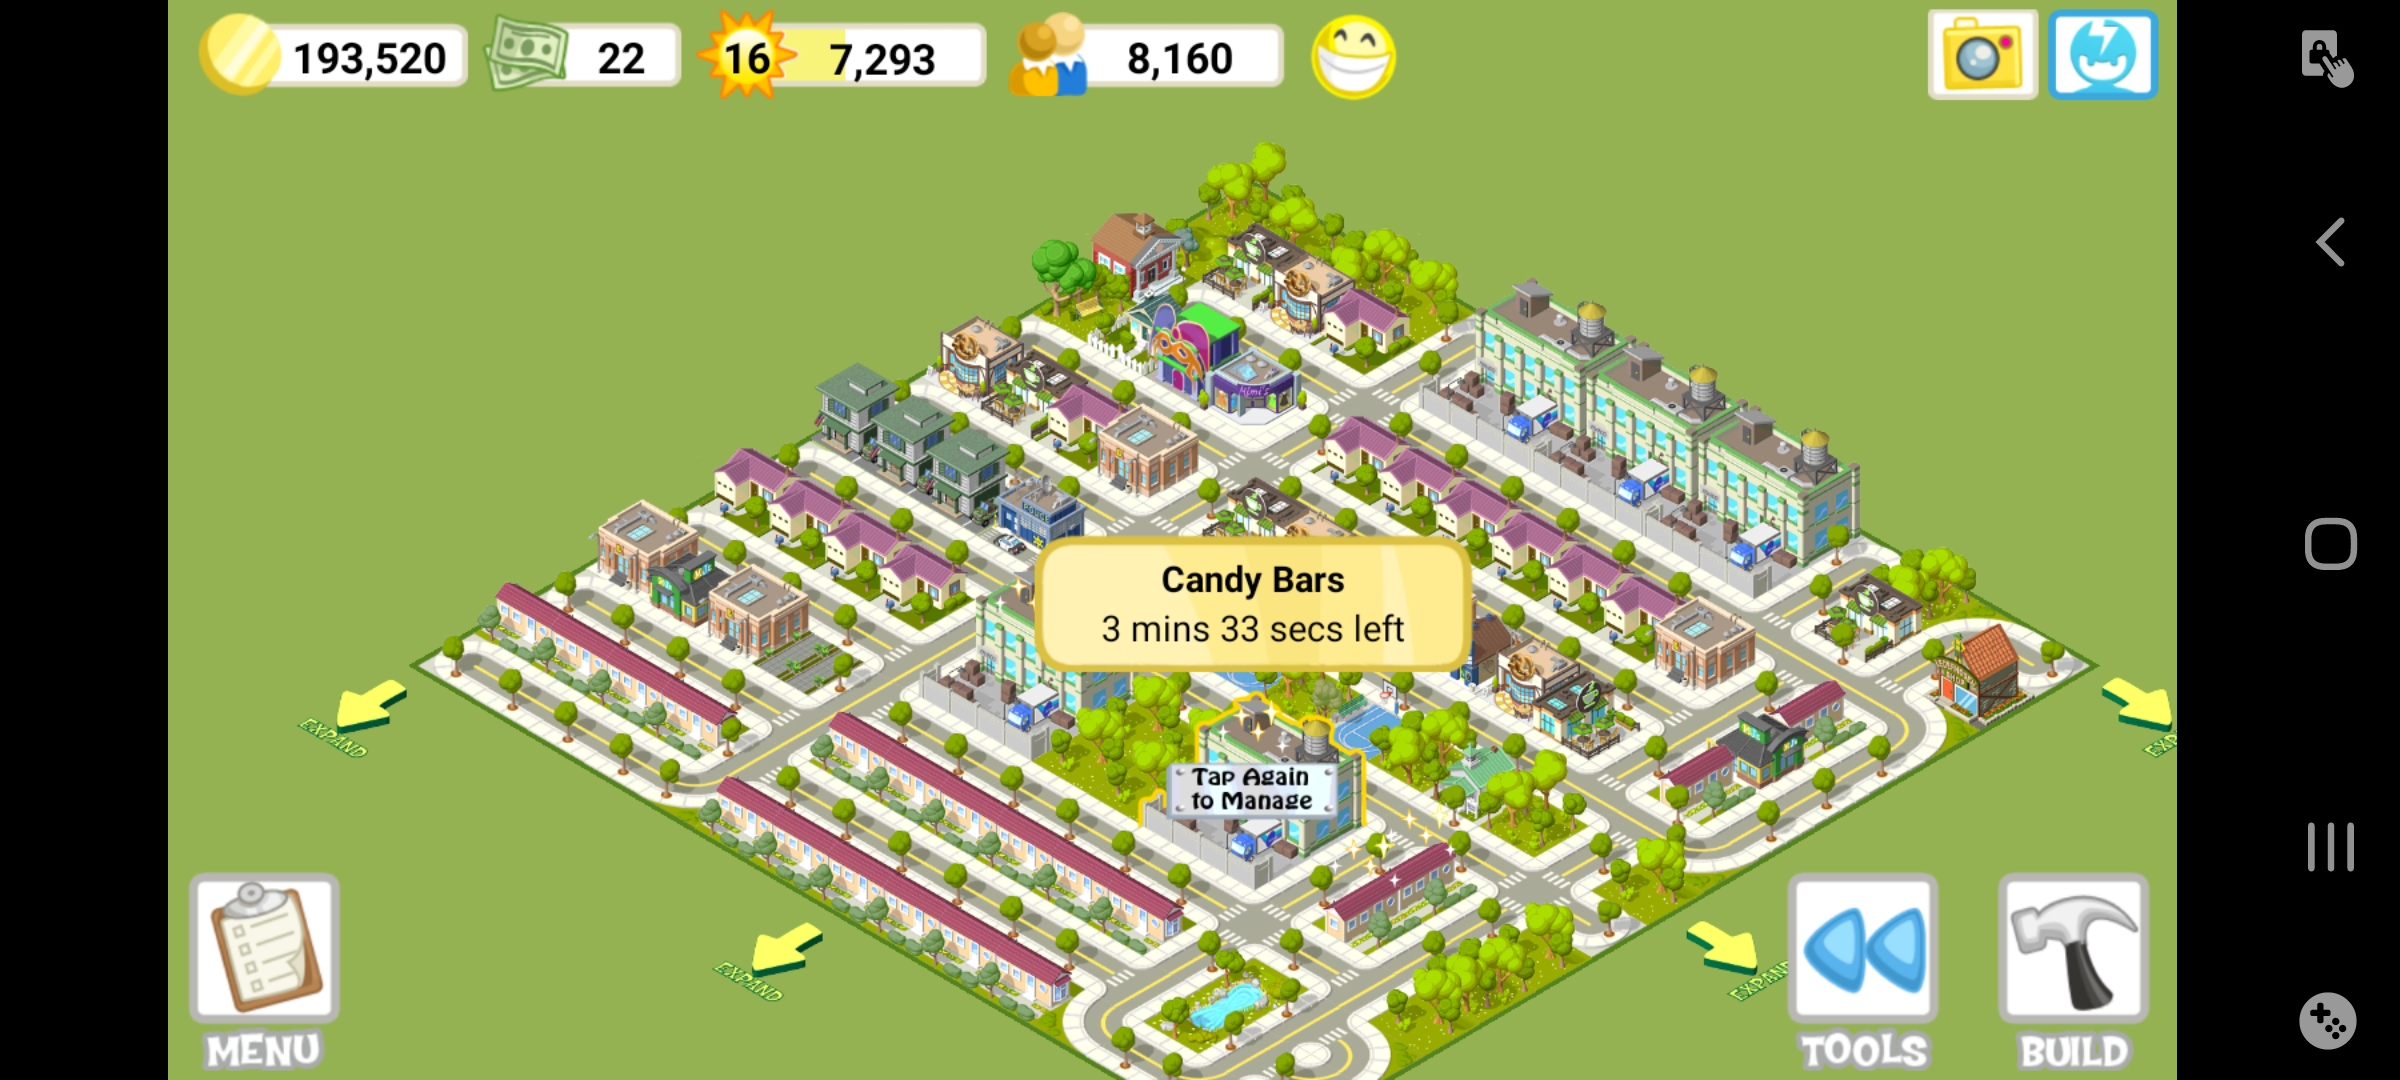 193,520
22
16
7,293
8,160
POLICE
Candy Bars
3 mins 33 secs left
Tap Again
to Manage
EXPAND
EXPAND
EXPAND
EXP
MENU
TOOLS
BUILD